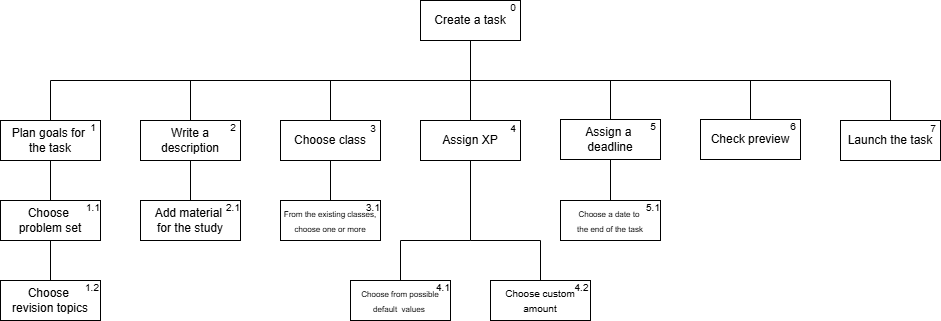 0
Create a task
1
Plan goals for
the task
2
Write a
description
3
Choose class
4
Assign XP
5
Assign a
deadline
6
Check preview
7
Launch the task
1.1
Choose
problem set
2.1
Add material
for the study
3.1
From the existing classes,
choose one or more
5.1
Choose a date to
the end of the task
1.2
Choose
revision topics
4.1
Choose from possible
default values
4.2
Choose custom
amount